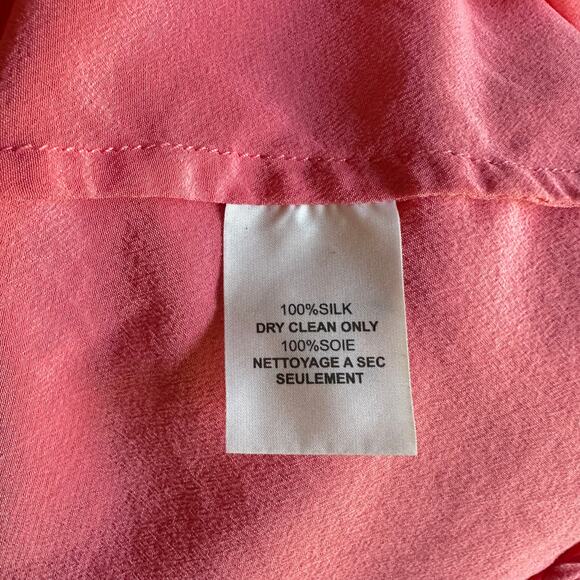 100%SILK
DRY CLEAN ONLY
100%SOIE
NETTOYAGE A SEC
SEULEMENT